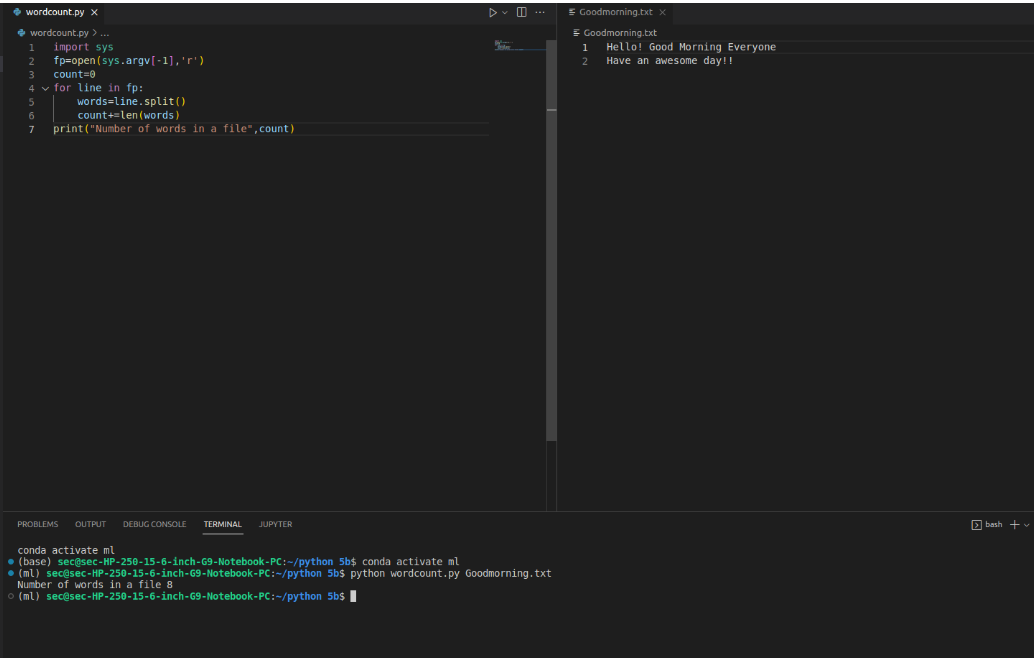 wordcount.py
wordcount.py > ...
1 import sys
2 fp=open(sys.argv[-1],'r')
3 count=0
4 for line in fp:
5 words=line.split()
6 count+=len(words)
7 print("Number of words in a file",count)
Goodmorning.txt
Goodmorning.txt
1 Hello! Good Morning Everyone
2 Have an awesome day!!
PROBLEMS OUTPUT DEBUG CONSOLE TERMINAL JUPYTER
bash
conda activate ml
(base) sec@sec-HP-250-15-6-inch-G9-Notebook-PC:~/python 5b$ conda activate ml
(ml) sec@sec-HP-250-15-6-inch-G9-Notebook-PC:~/python 5b$ python wordcount.py Goodmorning.txt
Number of words in a file 8
(ml) sec@sec-HP-250-15-6-inch-G9-Notebook-PC:~/python 5b$